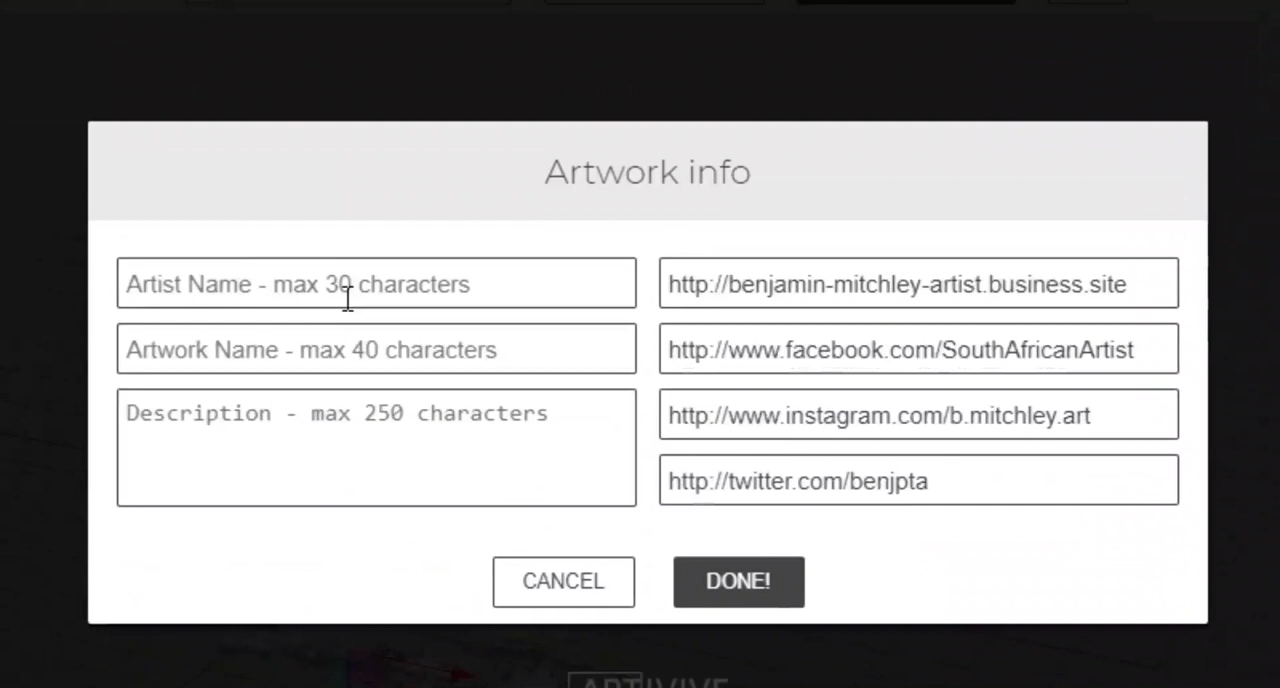 Artwork info
Artist Name - max 30 characters
Artwork Name - max 40 characters
Description - max 250 characters
http://benjamin-mitchley-artist.business.site
http://www.facebook.com/SouthAfricanArtist
http://www.instagram.com/b.mitchley.art
http://twitter.com/benjpta
CANCEL
DONE!
ARTIVIVE